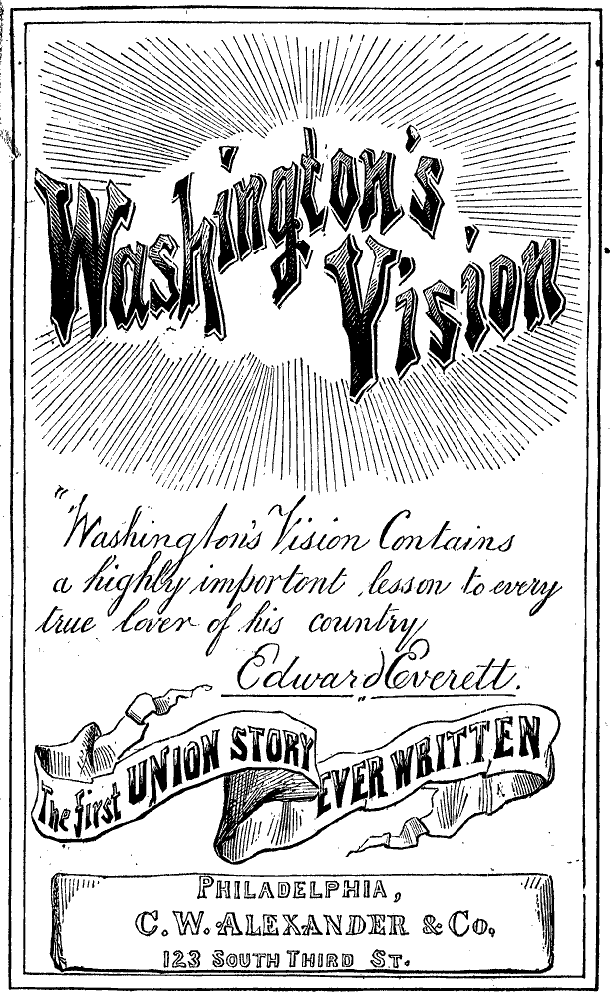 Washington's
Vision
"Washington's Vision Contains
a highly important lesson to every
true lover of his country
Edward Everett."
The first UNION STORY EVER WRITTEN
PHILADELPHIA,
C. W. ALEXANDER & Co,
123 SOUTH THIRD ST.